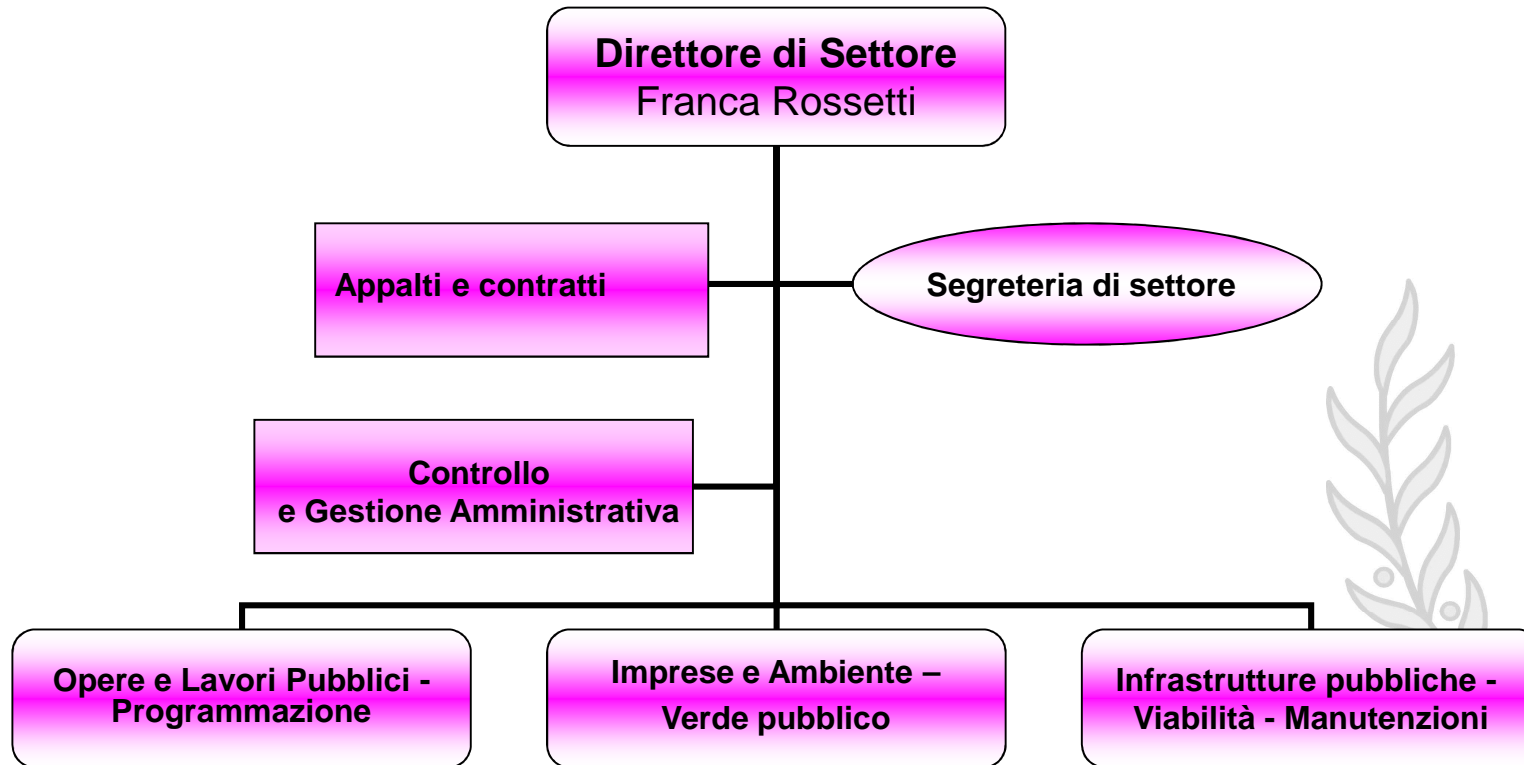 Direttore di Settore
Franca Rossetti
Appalti e contratti
Segreteria di settore
Controllo
e Gestione Amministrativa
Opere e Lavori Pubblici -
Programmazione
Imprese e Ambiente –
Verde pubblico
Infrastrutture pubbliche -
Viabilità - Manutenzioni